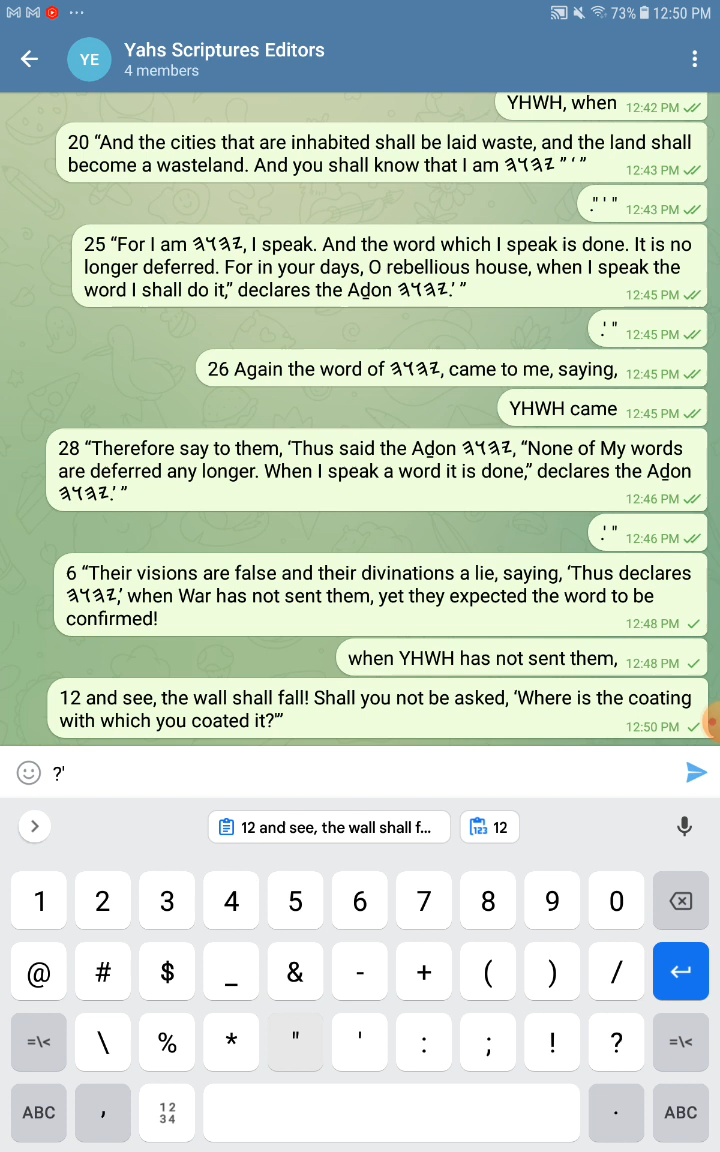 73% 12:50 PM
YE
Yahs Scriptures Editors
4 members
YHWH, when 12:42 PM
20 “And the cities that are inhabited shall be laid waste, and the land shall
become a wasteland. And you shall know that I am 𐤉𐤄𐤅𐤄 ” ‘ ” 12:43 PM
." ' " 12:43 PM
25 “For I am 𐤉𐤄𐤅𐤄, I speak. And the word which I speak is done. It is no
longer deferred. For in your days, O rebellious house, when I speak the
word I shall do it,” declares the Aḏon 𐤉𐤄𐤅𐤄.’ ” 12:45 PM
.' " 12:45 PM
26 Again the word of 𐤉𐤄𐤅𐤄, came to me, saying, 12:45 PM
YHWH came 12:45 PM
28 “Therefore say to them, ‘Thus said the Aḏon 𐤉𐤄𐤅𐤄, “None of My words
are deferred any longer. When I speak a word it is done,” declares the Aḏon
𐤉𐤄𐤅𐤄.’ ” 12:46 PM
.' " 12:46 PM
6 “Their visions are false and their divinations a lie, saying, ‘Thus declares
𐤉𐤄𐤅𐤄,’ when War has not sent them, yet they expected the word to be
confirmed! 12:48 PM
when YHWH has not sent them, 12:48 PM
12 and see, the wall shall fall! Shall you not be asked, ‘Where is the coating
with which you coated it?’” 12:50 PM
?'
12 and see, the wall shall f... 123 12
1 2 3 4 5 6 7 8 9 0
@ # $ _ & - + ( ) /
=\< \ % * " ' : ; ! ? =\<
ABC , 12 . ABC
34